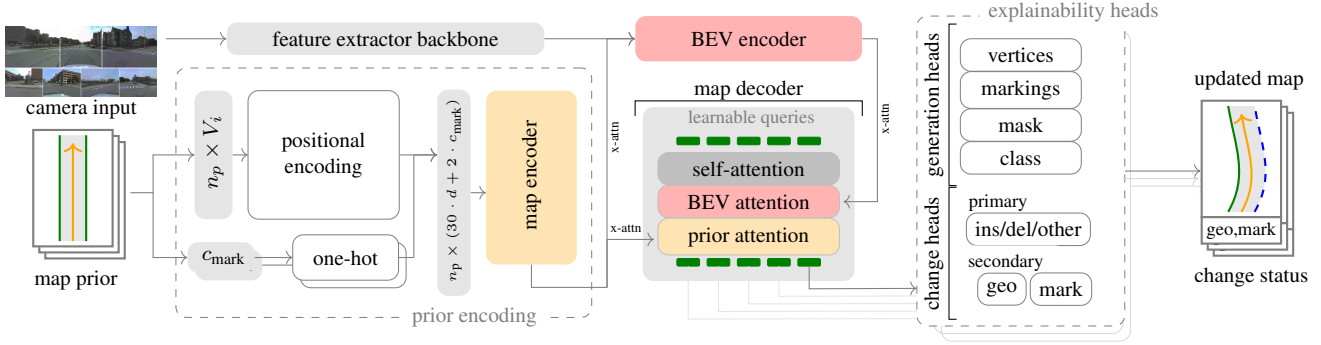 camera input
map prior
feature extractor backbone
n_p × V_i
positional
encoding
c_mark
one-hot
n_p × (30 · d + 2 · c_mark)
map encoder
prior encoding
BEV encoder
x-attn
x-attn
x-attn
map decoder
learnable queries
self-attention
BEV attention
prior attention
explainability heads
generation heads
vertices
markings
mask
class
change heads
primary
ins/del/other
secondary
geo
mark
updated map
geo,mark
change status